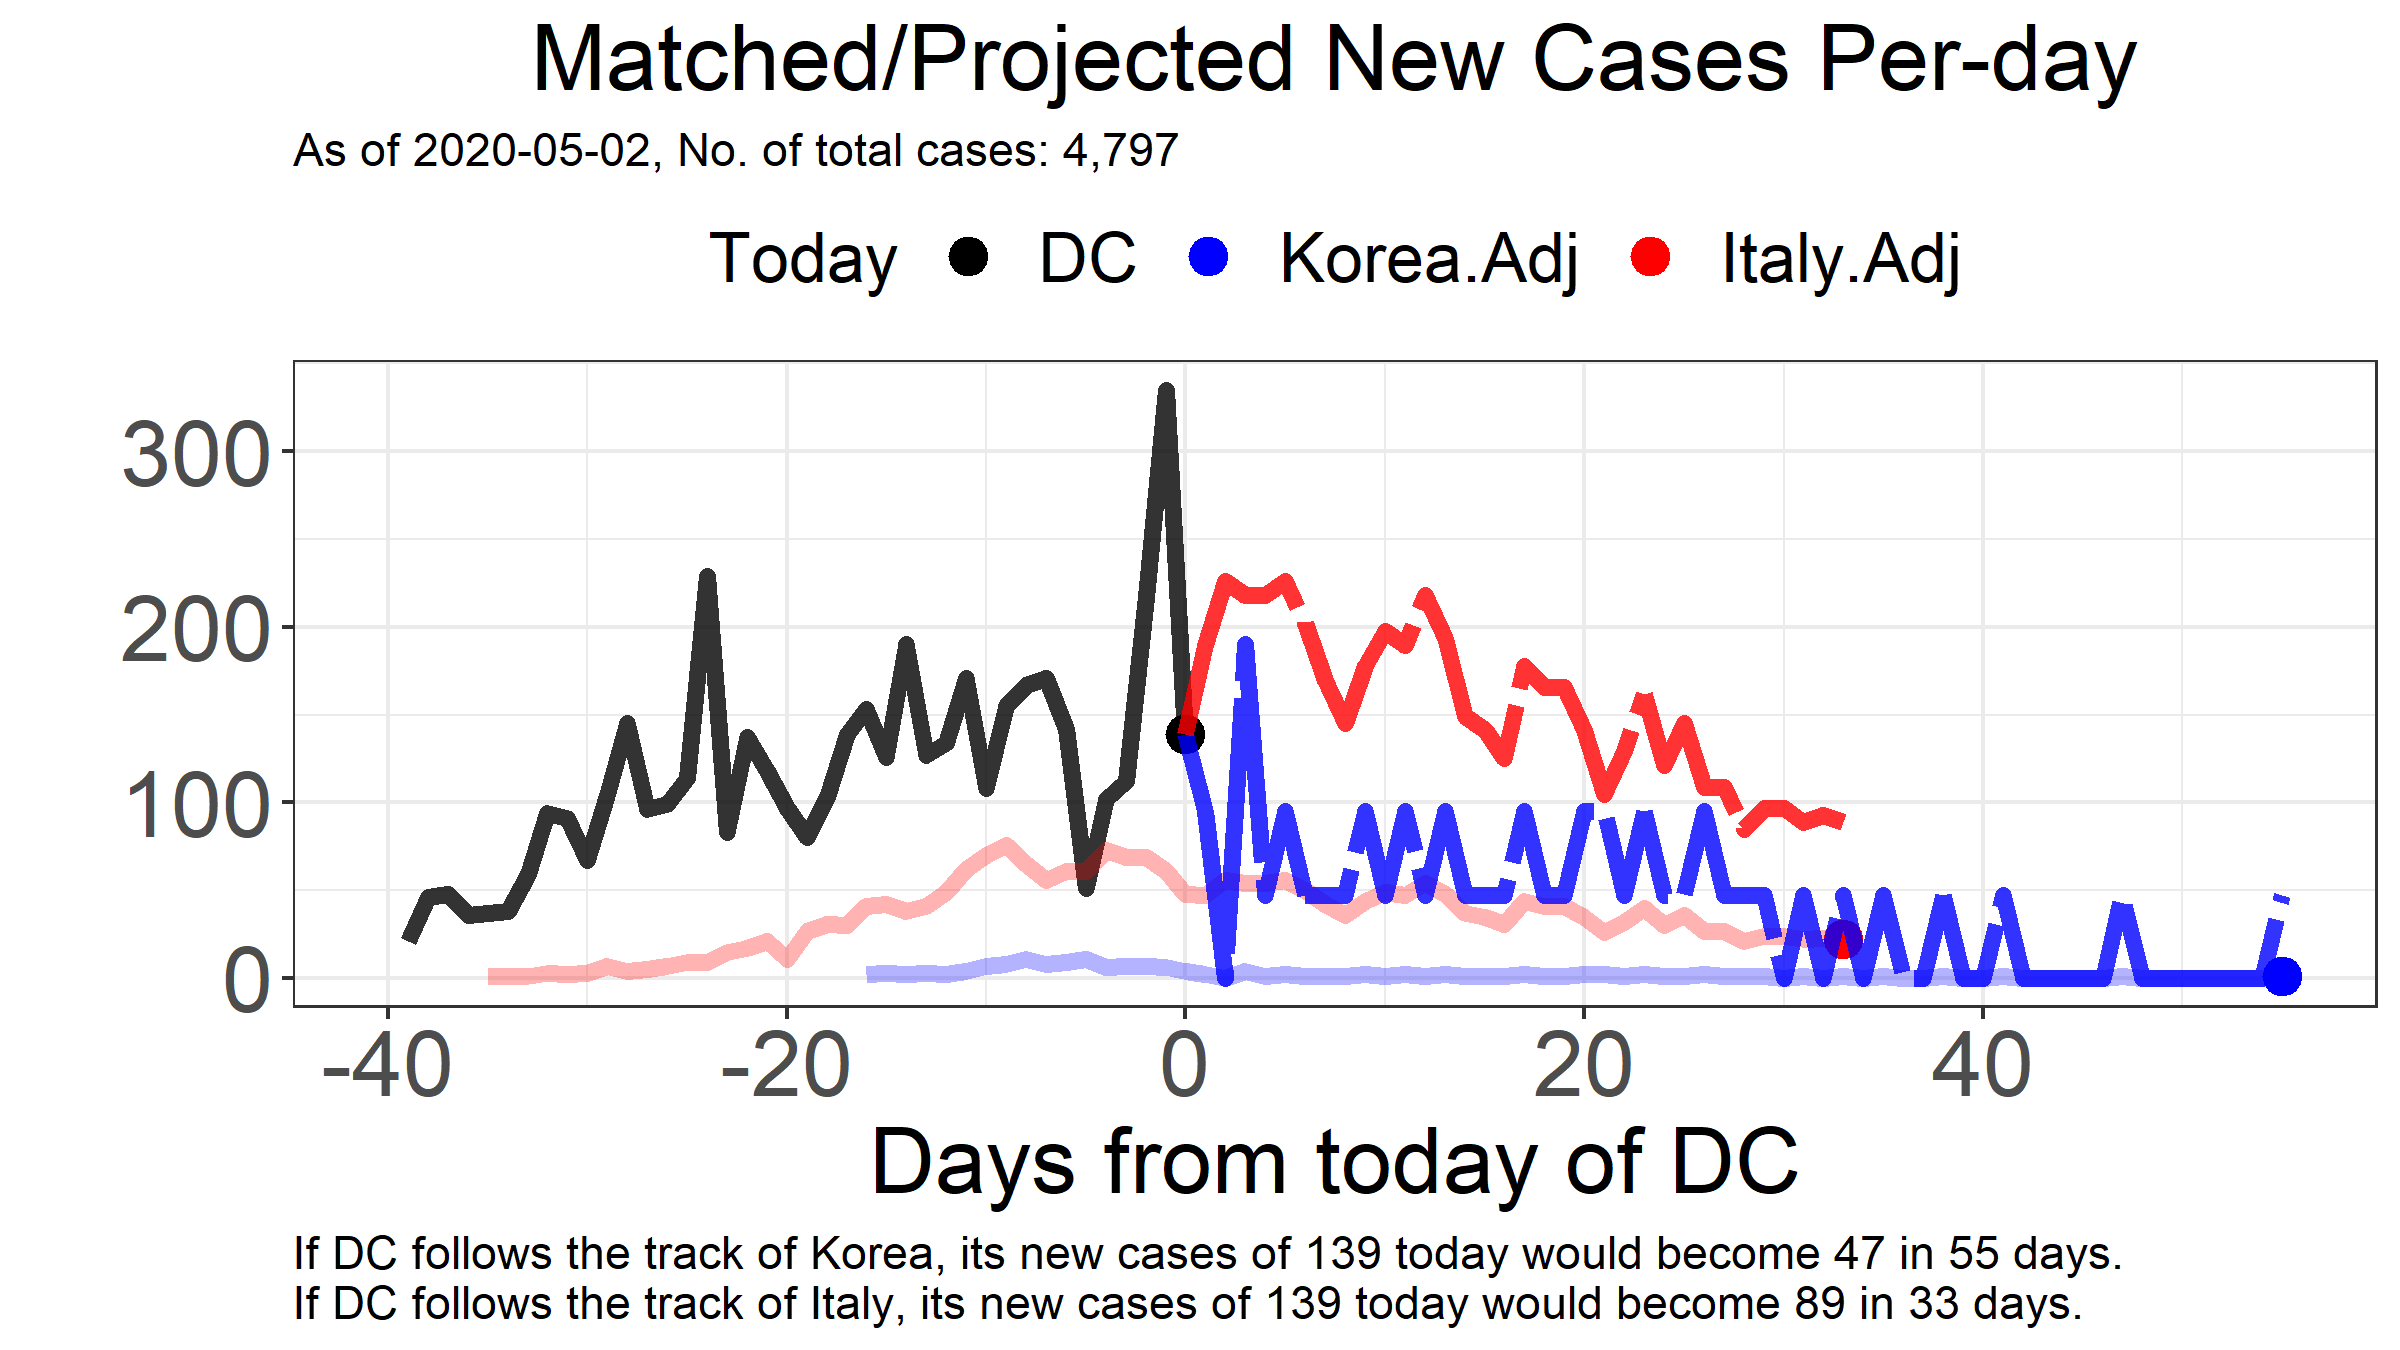 Matched/Projected New Cases Per-day
As of 2020-05-02, No. of total cases: 4,797
Today DC Korea.Adj Italy.Adj
300
200
100
0
-40 -20 0 20 40
Days from today of DC
If DC follows the track of Korea, its new cases of 139 today would become 47 in 55 days.
If DC follows the track of Italy, its new cases of 139 today would become 89 in 33 days.